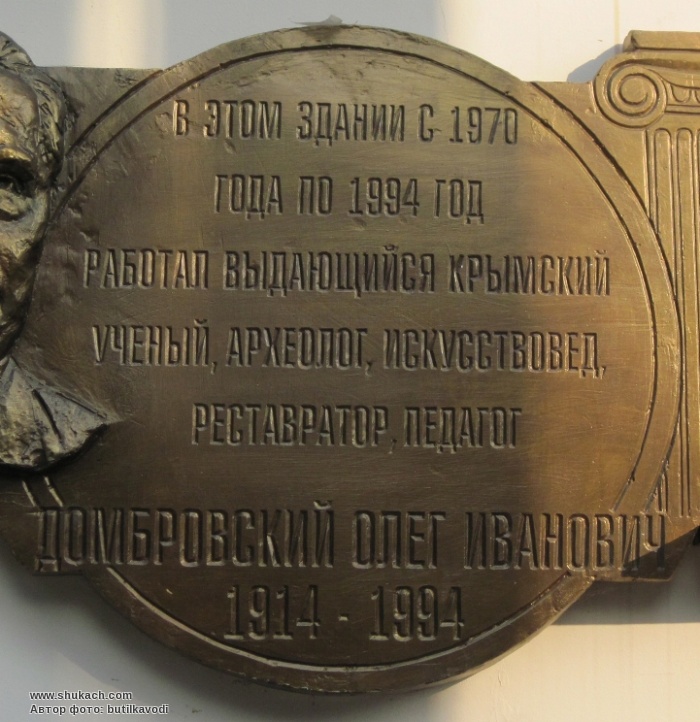 В ЭТОМ ЗДАНИИ С 1970
ГОДА ПО 1994 ГОД
РАБОТАЛ ВЫДАЮЩИЙСЯ КРЫМСКИЙ
УЧЕНЫЙ, АРХЕОЛОГ, ИСКУССТВОВЕД,
РЕСТАВРАТОР, ПЕДАГОГ
ДОМБРОВСКИЙ ОЛЕГ ИВАНОВИЧ
1914 - 1994
www.shukach.com
Автор фото: butilkavodi